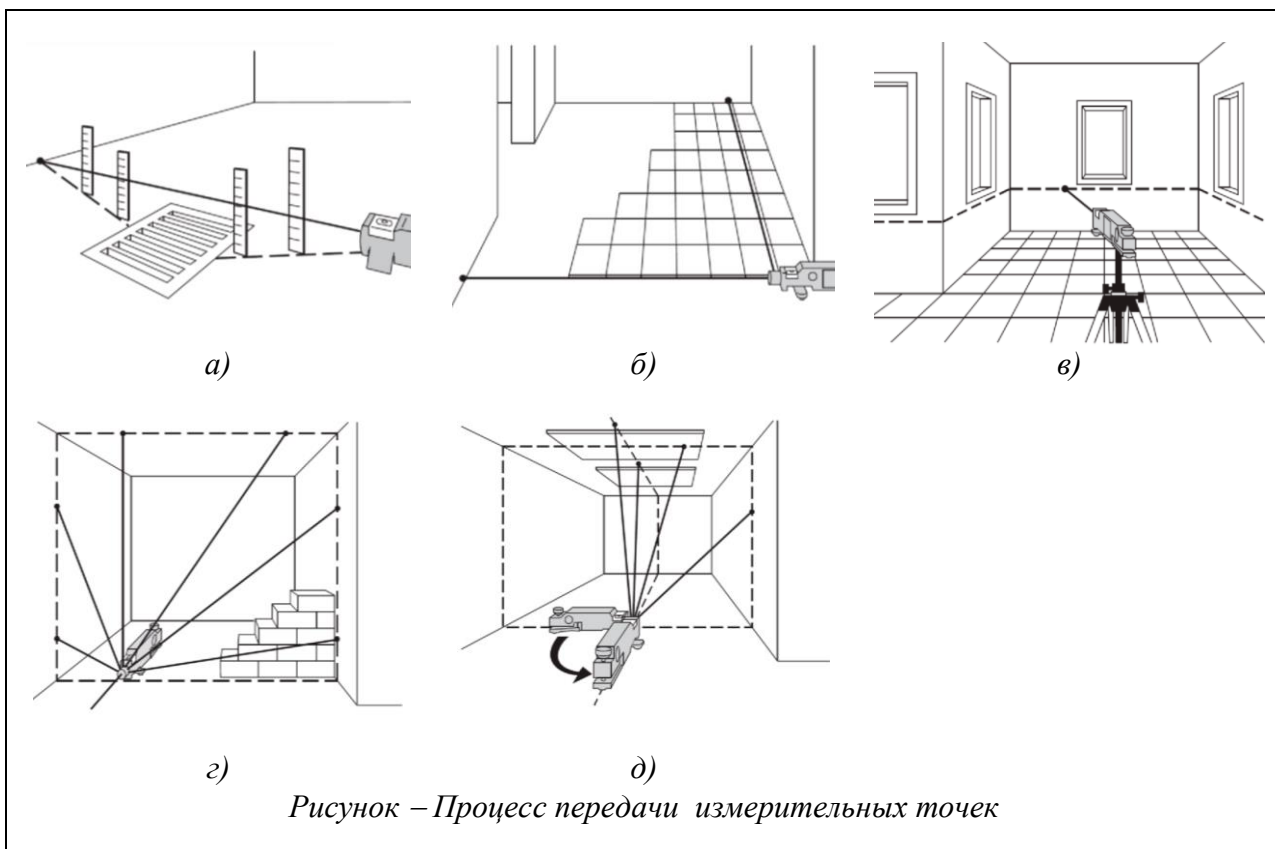 а)
б)
в)
г)
д)
Рисунок – Процесс передачи измерительных точек